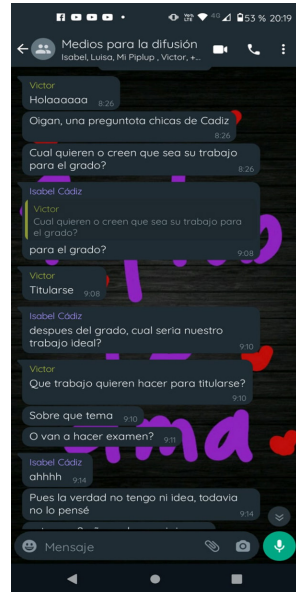 4G 53 % 20:19
Medios para la difusión
Isabel, Luisa, Mi Piplup, Victor, +...
Victor
Holaaaaaa 8:26
Oigan, una preguntota chicas de Cadiz
8:26
Cual quieren o creen que sea su trabajo
para el grado? 8:26
Isabel Cádiz
Victor
Cual quieren o creen que sea su trabajo para
el grado?
para el grado? 9:08
Victor
Titularse 9:08
Isabel Cádiz
despues del grado, cual seria nuestro
trabajo ideal? 9:10
Victor
Que trabajo quieren hacer para titularse?
9:10
Sobre que tema 9:10
O van a hacer examen? 9:11
Isabel Cádiz
ahhhh 9:14
Pues la verdad no tengo ni idea, todavia
no lo pensé 9:14
Mensaje